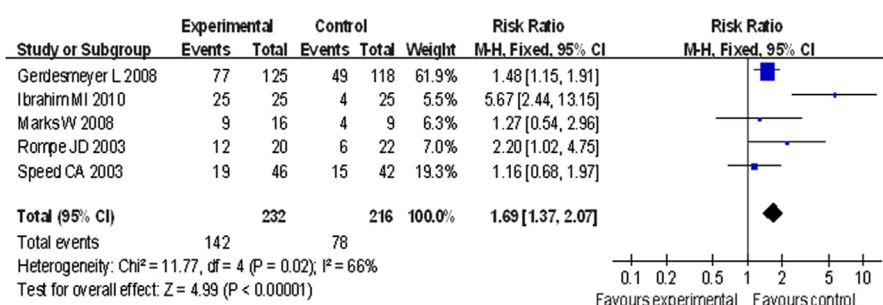 Experimental Control Risk Ratio Risk Ratio
Study or Subgroup Events Total Events Total Weight M-H, Fixed, 95% CI M-H, Fixed, 95% CI
Gerdesmeyer L 2008 77 125 49 118 61.9% 1.48 [1.15, 1.91]
Ibrahim MI 2010 25 25 4 25 5.5% 5.67 [2.44, 13.15]
Marks W 2008 9 16 4 9 6.3% 1.27 [0.54, 2.96]
Rompe JD 2003 12 20 6 22 7.0% 2.20 [1.02, 4.75]
Speed CA 2003 19 46 15 42 19.3% 1.16 [0.68, 1.97]
Total (95% CI) 232 216 100.0% 1.69 [1.37, 2.07]
Total events 142 78
Heterogeneity: Chi² = 11.77, df = 4 (P = 0.02); I² = 66%
Test for overall effect: Z = 4.99 (P < 0.00001)
0.1 0.2 0.5 1 2 5 10
Favours experimental Favours control